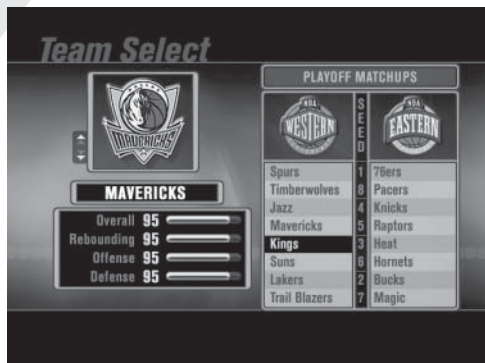 Team Select
MAVERICKS
MAVERICKS
Overall 95
Rebounding 95
Offense 95
Defense 95
PLAYOFF MATCHUPS
NBA WESTERN SEED NBA EASTERN
Spurs 1 76ers
Timberwolves 8 Pacers
Jazz 4 Knicks
Mavericks 5 Raptors
Kings 3 Heat
Suns 6 Hornets
Lakers 2 Bucks
Trail Blazers 7 Magic